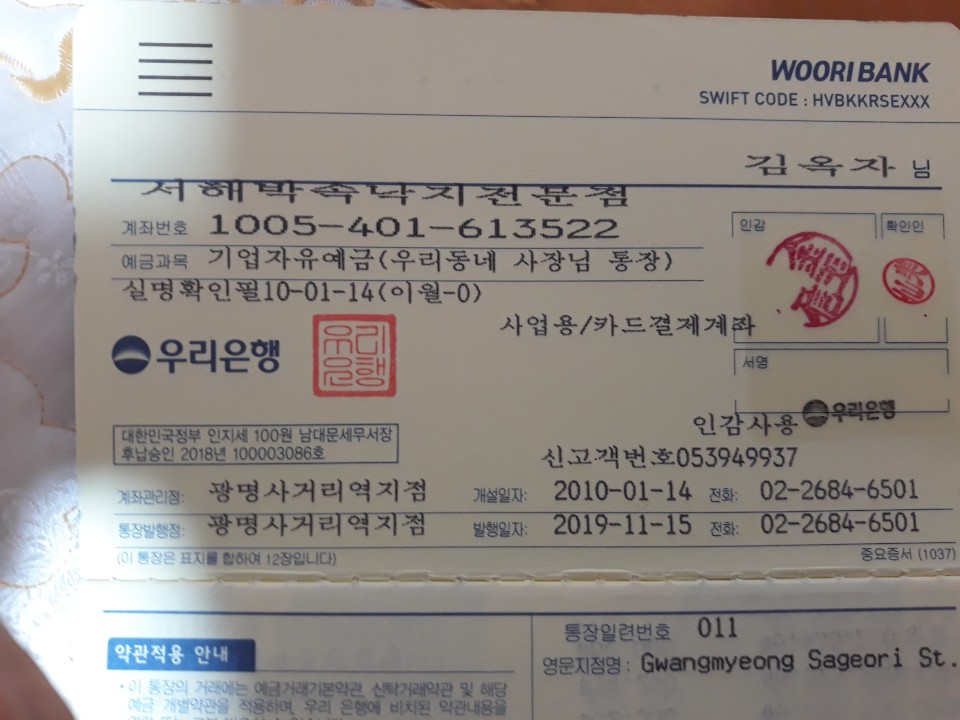 WOORI BANK
SWIFT CODE : HVBKKRSEXXX
김옥자 님
서해박속낙지전문점
계좌번호 1005-401-613522
예금과목 기업자유예금(우리동네 사장님 통장)
실명확인필10-01-14(이월-0)
인감
확인인
사업용/카드결제계좌
우리은행
우리은행
서명
인감사용 우리은행
신고객번호053949937
대한민국정부 인지세 100원 남대문세무서장
후납승인 2018년 100003086호
계좌관리점: 광명사거리역지점 개설일자: 2010-01-14 전화: 02-2684-6501
통장발행점: 광명사거리역지점 발행일자: 2019-11-15 전화: 02-2684-6501
(이 통장은 표지를 합하여 12장입니다)
중요증서 (1037)
통장일련번호 011
영문지점명 : Gwangmyeong Sageori St.
약관적용 안내
• 이 통장의 거래에는 예금거래기본약관, 신탁거래약관 및 해당
예금 개별약관을 적용하며, 우리 은행에 비치된 약관내용을